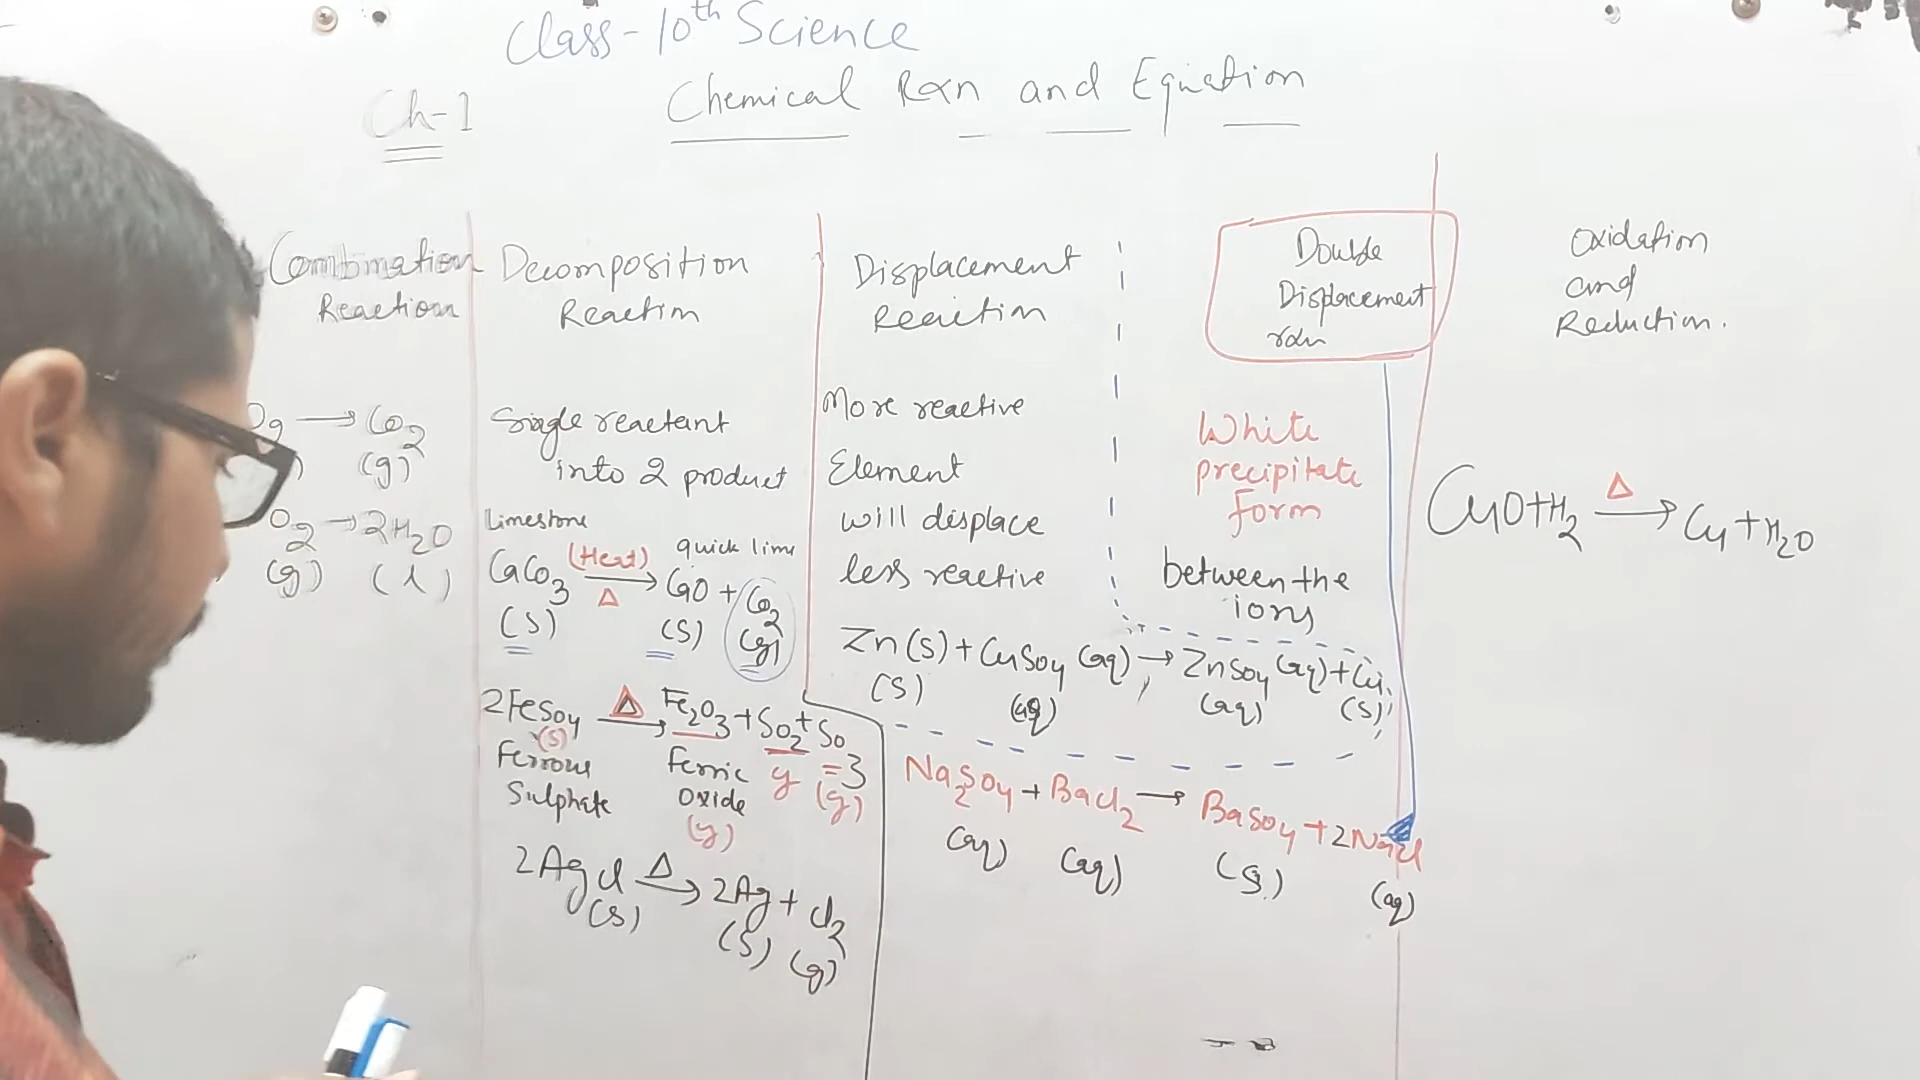 Class-10th Science
Ch-1
Chemical Rxn and Equation
Combination
Reaction
O2 → CO2
(g)
O2 → 2H2O
(g) (l)
Decomposition
Reaction
Single reactant
into 2 product
Limestone
quick lime
CaCO3 (Heat) Δ → CaO + CO2
(S) (S) (g)
2FeSO4 Δ → Fe2O3 + SO2 + SO3
(S)
Ferrous
Sulphate
Ferric
Oxide
(g) g (g)
2AgCl Δ → 2Ag + Cl2
(S) (S) (g)
Displacement
Reaction
More reactive
Element
will displace
less reactive
Zn(s) + CuSO4 (aq) → ZnSO4 (aq) + Cu
(S) (aq) (aq) (S)
Double
Displacement
rxn
White
precipitate
form
between the
ions
Na2SO4 + BaCl2 → BaSO4 + 2NaCl
(aq) (aq) (S) (aq)
Oxidation
and
Reduction.
CuO+H2 Δ → Cu+H2O